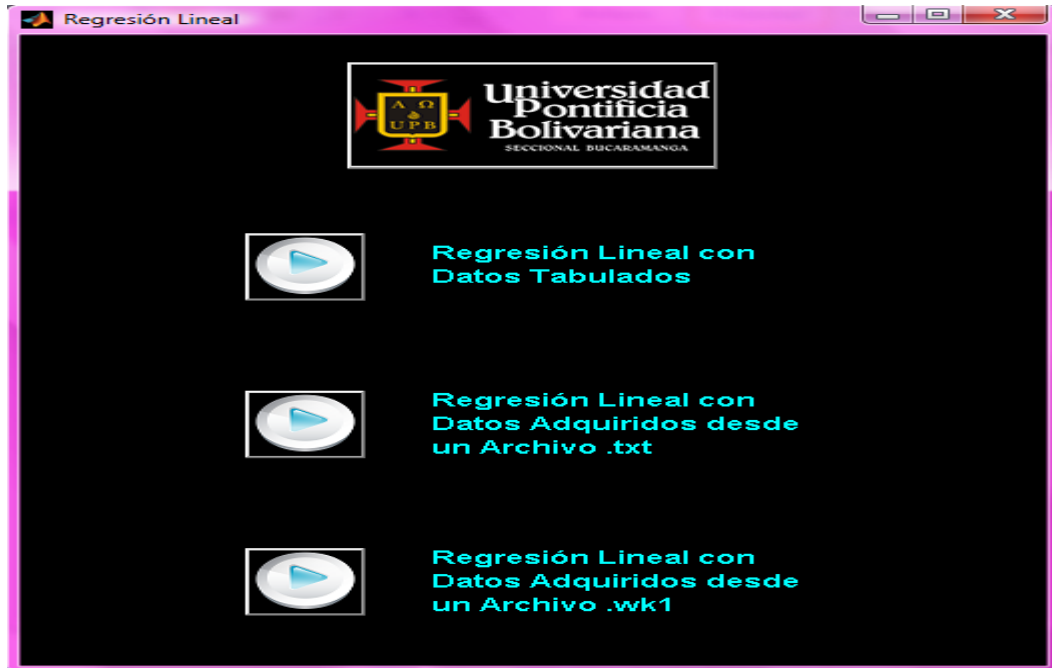 Regresión Lineal
Universidad
Pontificia
Bolivariana
SECCIONAL BUCARAMANGA
Α Ω
UPB
Regresión Lineal con
Datos Tabulados
Regresión Lineal con
Datos Adquiridos desde
un Archivo .txt
Regresión Lineal con
Datos Adquiridos desde
un Archivo .wk1